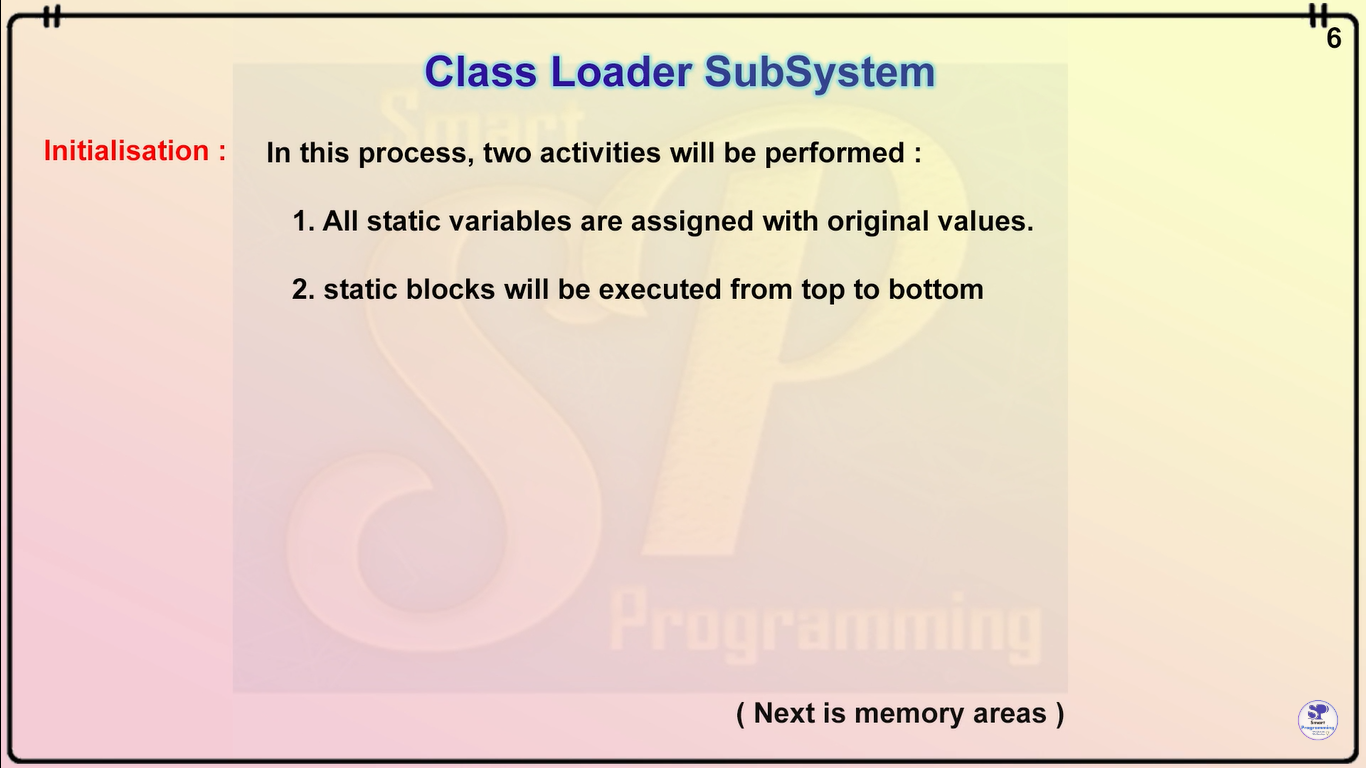 6
Class Loader SubSystem
Initialisation : In this process, two activities will be performed :
1. All static variables are assigned with original values.
2. static blocks will be executed from top to bottom
Smart
SP
Programming
( Next is memory areas )
SP
Smart
Programming